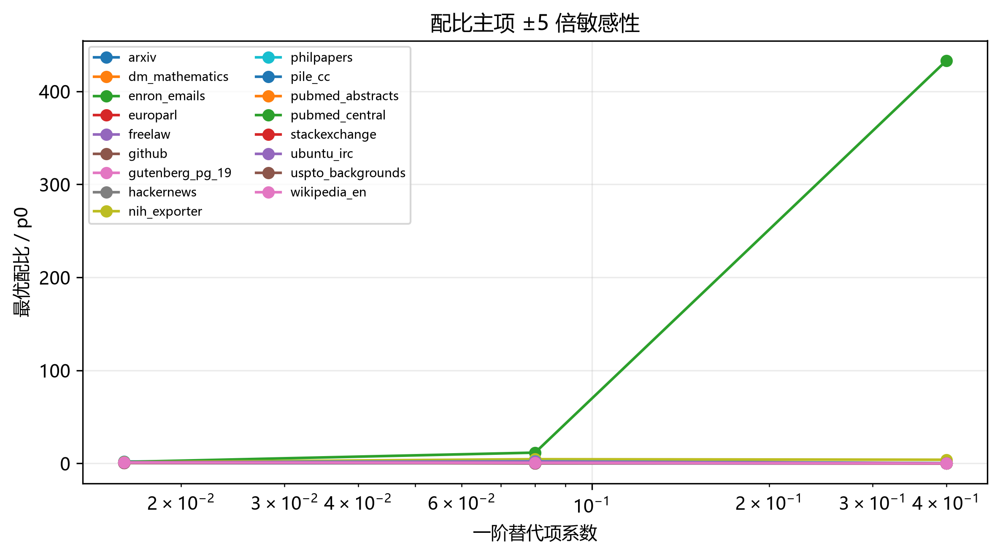 配比主项 ±5 倍敏感性
arxiv
dm_mathematics
enron_emails
europarl
freelaw
github
gutenberg_pg_19
hackernews
nih_exporter
philpapers
pile_cc
pubmed_abstracts
pubmed_central
stackexchange
ubuntu_irc
uspto_backgrounds
wikipedia_en
最优配比 / p0
400
300
200
100
0
2 × 10⁻² 3 × 10⁻² 4 × 10⁻² 6 × 10⁻² 10⁻¹ 2 × 10⁻¹ 3 × 10⁻¹ 4 × 10⁻¹
一阶替代项系数